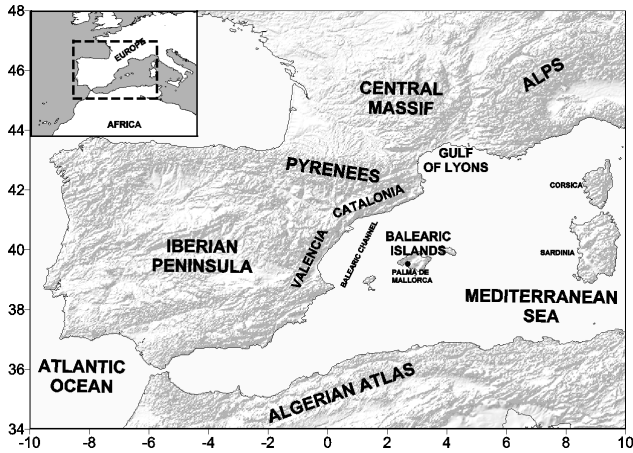 48
46
44
42
40
38
36
34
-10
-8
-6
-4
-2
0
2
4
6
8
10
EUROPE
AFRICA
CENTRAL
MASSIF
ALPS
GULF
OF LYONS
PYRENEES
CATALONIA
CORSICA
IBERIAN
PENINSULA
VALENCIA
BALEARIC CHANNEL
BALEARIC
ISLANDS
PALMA DE
MALLORCA
SARDINIA
MEDITERRANEAN
SEA
ATLANTIC
OCEAN
ALGERIAN ATLAS